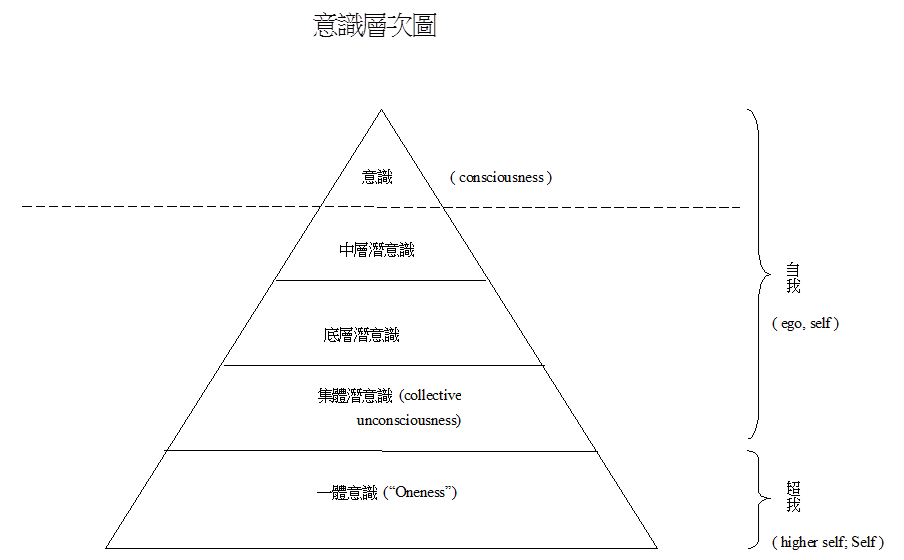 意識層次圖
意識
( consciousness )
中層潛意識
底層潛意識
集體潛意識 (collective
unconsciousness)
一體意識 (“Oneness”)
自我
( ego, self )
超我
( higher self; Self )